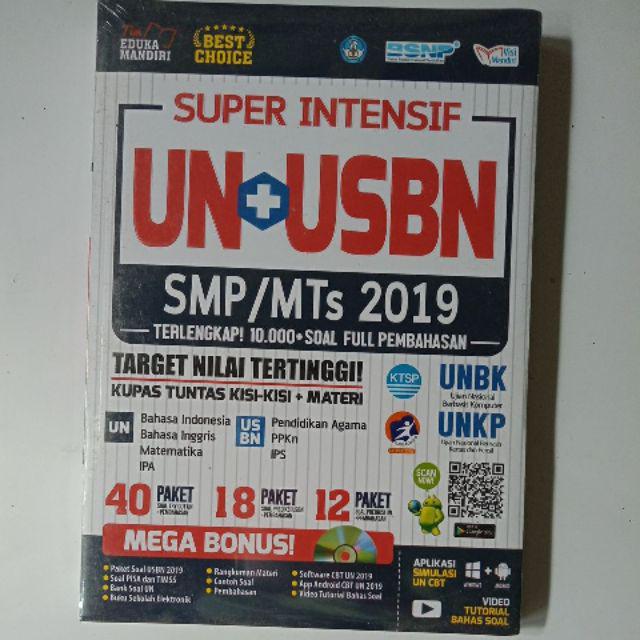 Tim
EDUKA
MANDIRI
BEST
CHOICE
BSNP
Visi
Mandiri
SUPER INTENSIF
UN+USBN
SMP/MTs 2019
TERLENGKAP! 10.000+SOAL FULL PEMBAHASAN
TARGET NILAI TERTINGGI!
KUPAS TUNTAS KISI-KISI + MATERI
KTSP
UNBK
Ujian Nasional
Berbasis Komputer
UNKP
UN
Bahasa Indonesia
Bahasa Inggris
Matematika
IPA
US
BN
Pendidikan Agama
PPKn
IPS
SCAN
NOW!
40 PAKET
18 PAKET
12 PAKET
MEGA BONUS!
• Paket Soal USBN 2019
• Soal PISA dan TIMSS
• Bank Soal UN
• Buku Sekolah Elektronik
• Rangkuman Materi
• Contoh Soal
• Pembahasan
• Software CBT UN 2019
• App Android CBT UN 2019
• Video Tutorial Bahas Soal
APLIKASI
SIMULASI
UN CBT
+
VIDEO
TUTORIAL
BAHAS SOAL